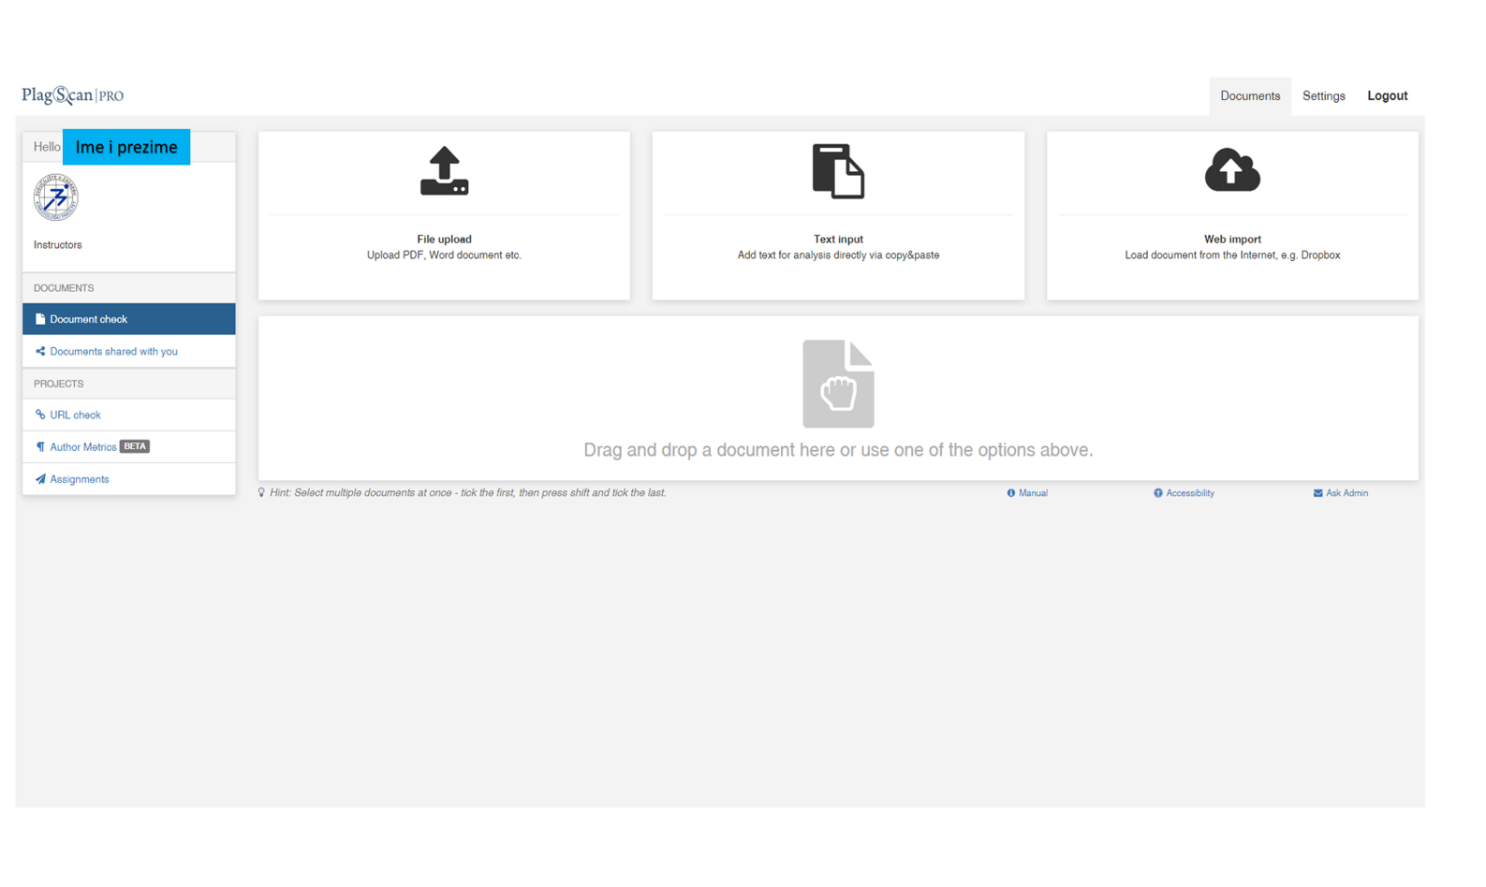 PlagScan|PRO
Documents Settings Logout
Hello Ime i prezime
Instructors
DOCUMENTS
Document check
Documents shared with you
PROJECTS
URL check
Author Metrics BETA
Assignments
File upload
Upload PDF, Word document etc.
Text input
Add text for analysis directly via copy&paste
Web import
Load document from the Internet, e.g. Dropbox
Drag and drop a document here or use one of the options above.
Hint: Select multiple documents at once - tick the first, then press shift and tick the last.
Manual
Accessibility
Ask Admin